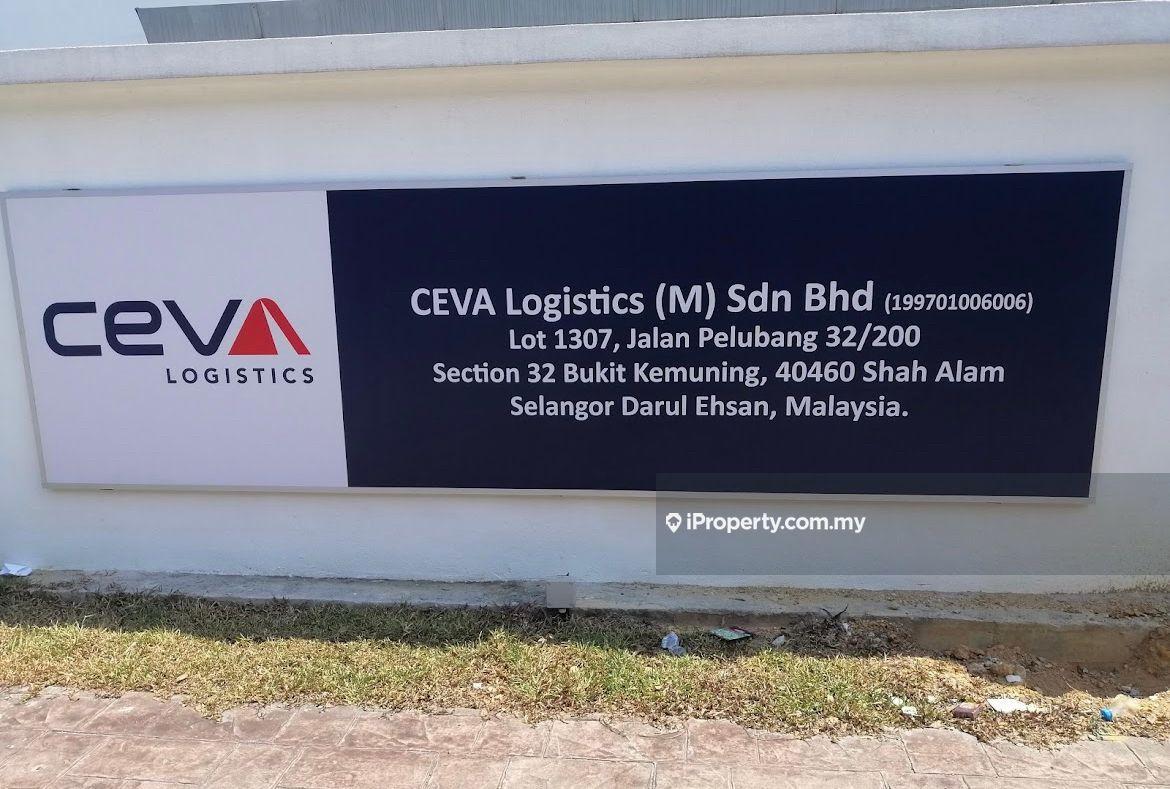 ceva
LOGISTICS
CEVA Logistics (M) Sdn Bhd (199701006006)
Lot 1307, Jalan Pelubang 32/200
Section 32 Bukit Kemuning, 40460 Shah Alam
Selangor Darul Ehsan, Malaysia.
iProperty.com.my